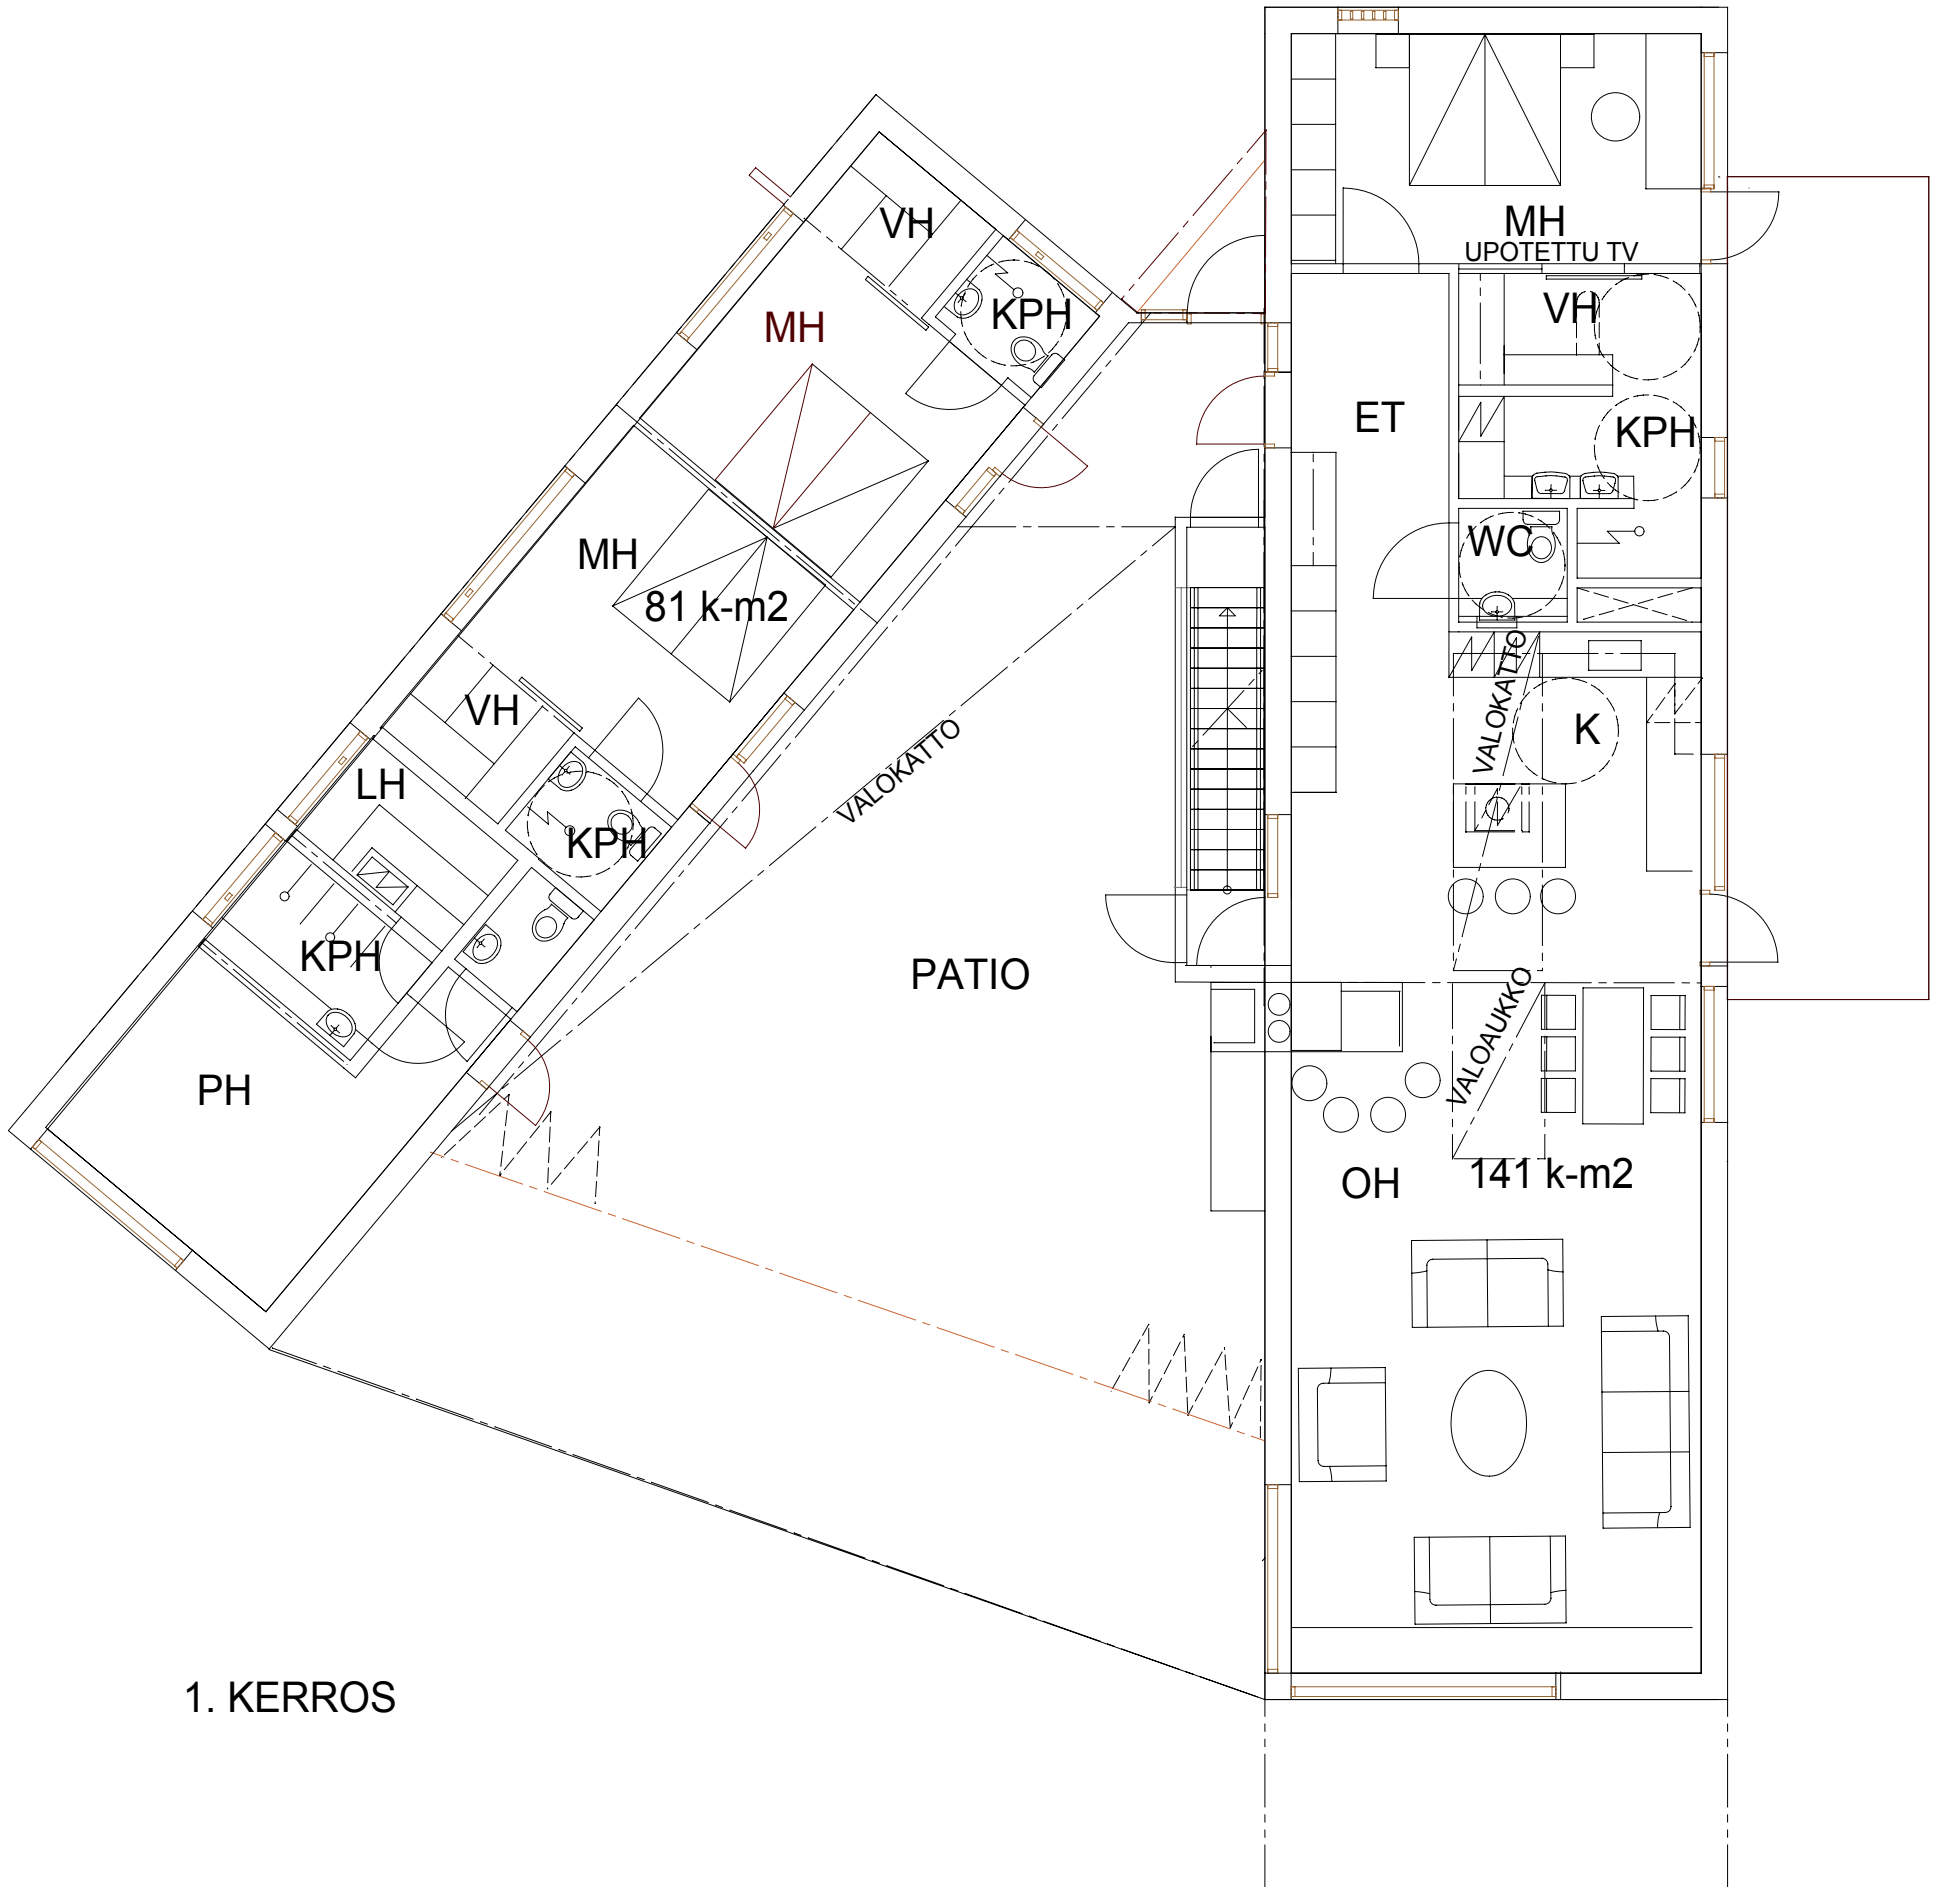 MH
UPOTETTU TV
VH
VH
KPH
MH
ET
KPH
WC
MH
81 k-m2
VALOKATTO
VH
K
VALOKATTO
LH
KPH
KPH
PATIO
VALOAUKKO
PH
OH
141 k-m2
1. KERROS